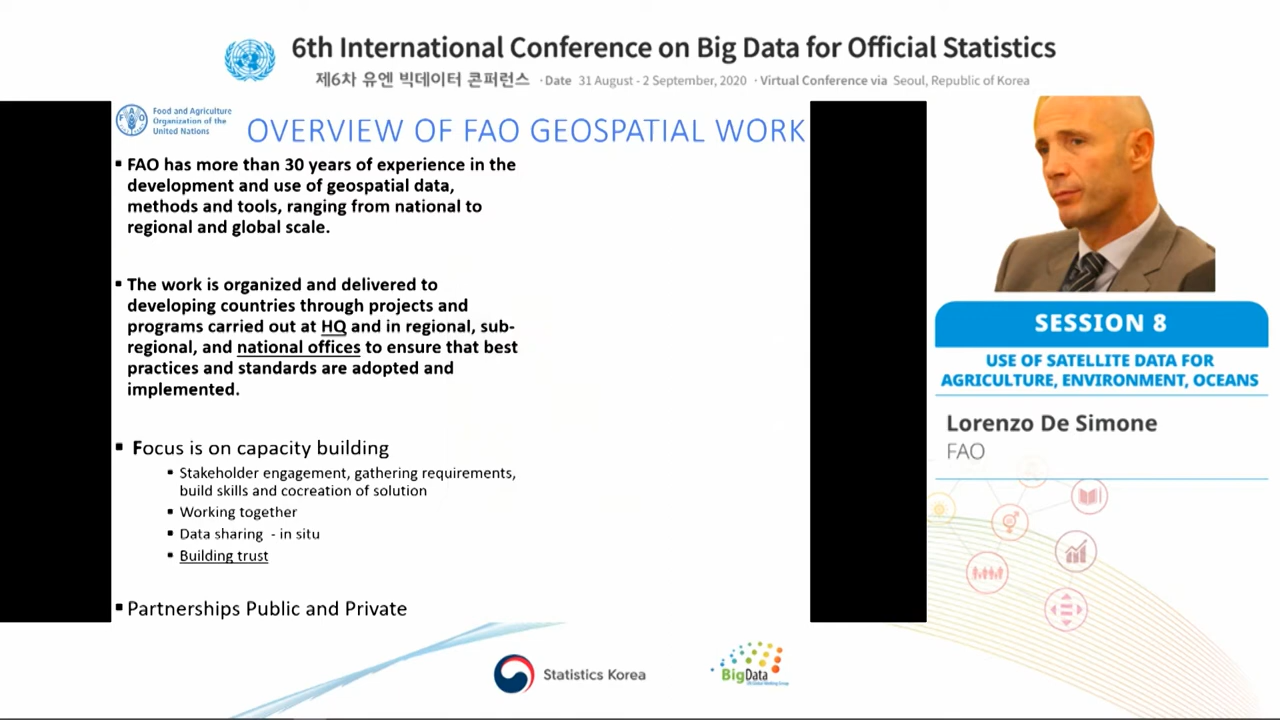 6th International Conference on Big Data for Official Statistics
제6차 유엔 빅데이터 콘퍼런스 · Date 31 August - 2 September, 2020 · Virtual Conference via Seoul, Republic of Korea
Food and Agriculture
Organization of the
United Nations
OVERVIEW OF FAO GEOSPATIAL WORK
▪ FAO has more than 30 years of experience in the
development and use of geospatial data,
methods and tools, ranging from national to
regional and global scale.
▪ The work is organized and delivered to
developing countries through projects and
programs carried out at HQ and in regional, sub-
regional, and national offices to ensure that best
practices and standards are adopted and
implemented.
▪ Focus is on capacity building
▪ Stakeholder engagement, gathering requirements,
build skills and cocreation of solution
▪ Working together
▪ Data sharing - in situ
▪ Building trust
▪ Partnerships Public and Private
SESSION 8
USE OF SATELLITE DATA FOR
AGRICULTURE, ENVIRONMENT, OCEANS
Lorenzo De Simone
FAO
Statistics Korea
BigData